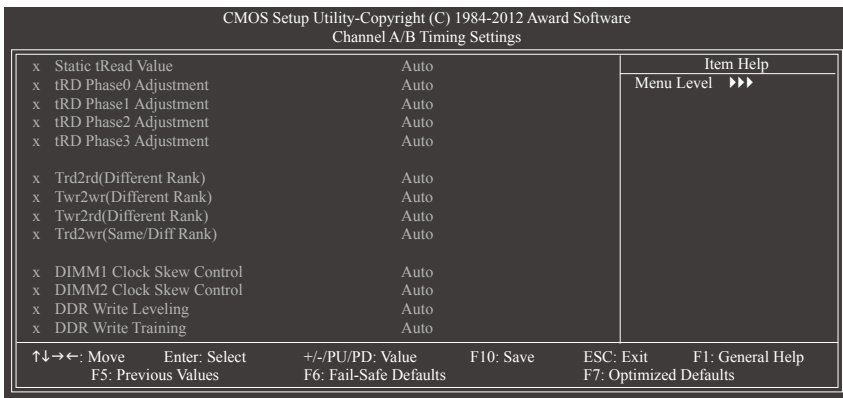 CMOS Setup Utility-Copyright (C) 1984-2012 Award Software
Channel A/B Timing Settings
x Static tRead Value Auto
x tRD Phase0 Adjustment Auto
x tRD Phase1 Adjustment Auto
x tRD Phase2 Adjustment Auto
x tRD Phase3 Adjustment Auto
x Trd2rd(Different Rank) Auto
x Twr2wr(Different Rank) Auto
x Twr2rd(Different Rank) Auto
x Trd2wr(Same/Diff Rank) Auto
x DIMM1 Clock Skew Control Auto
x DIMM2 Clock Skew Control Auto
x DDR Write Leveling Auto
x DDR Write Training Auto
Item Help
Menu Level ▶▶▶
↑↓→←: Move Enter: Select +/-/PU/PD: Value F10: Save ESC: Exit F1: General Help
F5: Previous Values F6: Fail-Safe Defaults F7: Optimized Defaults